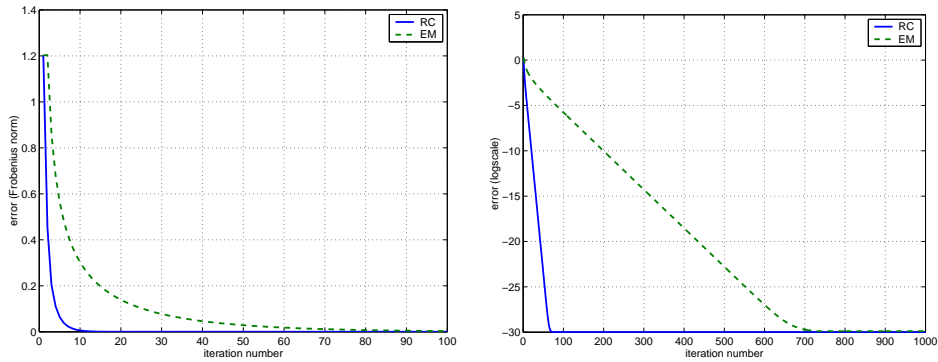 1.4
1.2
1
0.8
0.6
0.4
0.2
0
error (Frobenius norm)
0 10 20 30 40 50 60 70 80 90 100
iteration number
RC
EM
5
0
−5
−10
−15
−20
−25
−30
error (logscale)
0 100 200 300 400 500 600 700 800 900 1000
iteration number
RC
EM